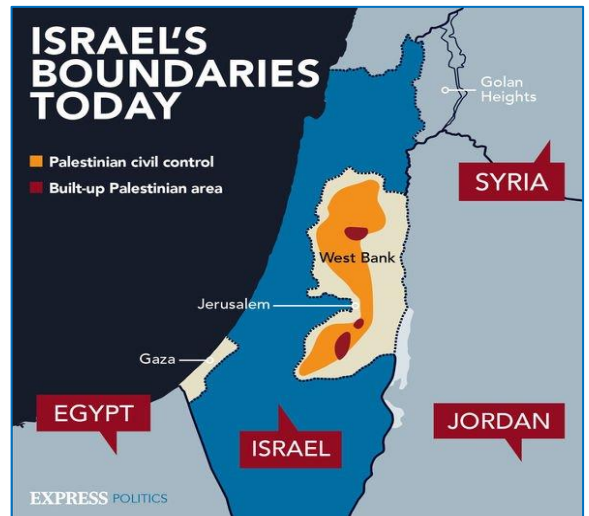 ISRAEL'S
BOUNDARIES
TODAY
Palestinian civil control
Built-up Palestinian area
Golan
Heights
SYRIA
West Bank
Jerusalem
Gaza
EGYPT
ISRAEL
JORDAN
EXPRESS POLITICS